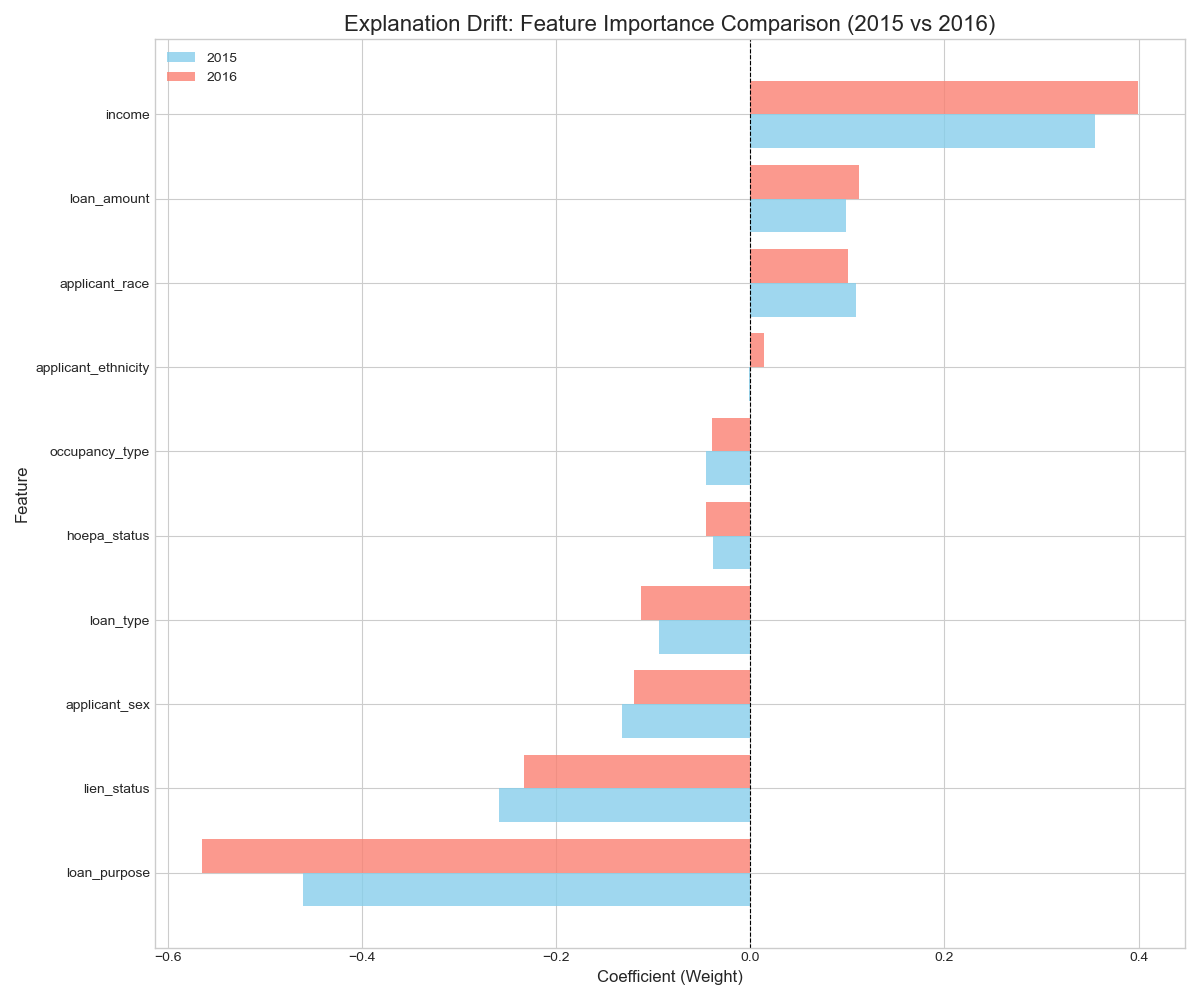 Explanation Drift: Feature Importance Comparison (2015 vs 2016)
2015
2016
income
loan_amount
applicant_race
applicant_ethnicity
occupancy_type
hoepa_status
loan_type
applicant_sex
lien_status
loan_purpose
Feature
−0.6 −0.4 −0.2 0.0 0.2 0.4
Coefficient (Weight)